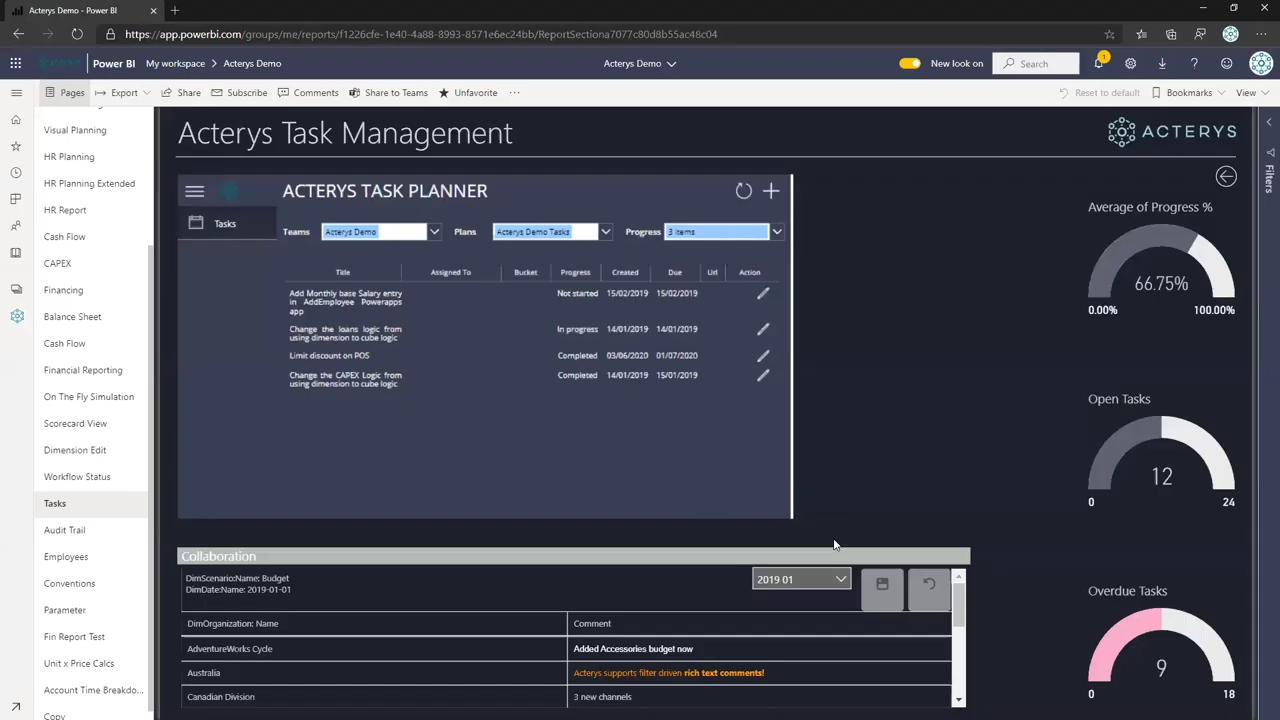 Acterys Demo - Power BI
https://app.powerbi.com/groups/me/reports/f1226cfe-1e40-4a88-8993-8571e6ec24bb/ReportSectiona7077c80d8b55ac48c04
Power BI My workspace > Acterys Demo
Acterys Demo
New look on
Search
1
Pages Export Share Subscribe Comments Share to Teams Unfavorite ...
Reset to default Bookmarks View
Visual Planning
HR Planning
HR Planning Extended
HR Report
Cash Flow
CAPEX
Financing
Balance Sheet
Cash Flow
Financial Reporting
On The Fly Simulation
Scorecard View
Dimension Edit
Workflow Status
Tasks
Audit Trail
Employees
Conventions
Parameter
Fin Report Test
Unit x Price Calcs
Account Time Breakdo...
Copy
Acterys Task Management
ACTERYS
Filters
ACTERYS TASK PLANNER
Tasks
Teams Acterys Demo Plans Acterys Demo Tasks Progress 3 items
Title Assigned To Bucket Progress Created Due Url Action
Add Monthly base Salary entry Not started 15/02/2019 15/02/2019
in AddEmployee Powerapps
app
Change the loans logic from In progress 14/01/2019 14/01/2019
using dimension to cube logic
Limit discount on POS Completed 03/06/2020 01/07/2020
Change the CAPEX Logic from Completed 14/01/2019 15/01/2019
using dimension to cube logic
Average of Progress %
66.75%
0.00% 100.00%
Open Tasks
12
0 24
Overdue Tasks
9
0 18
Collaboration
DimScenario:Name: Budget
DimDate:Name: 2019-01-01
2019 01
DimOrganization: Name Comment
AdventureWorks Cycle Added Accessories budget now
Australia Acterys supports filter driven rich text comments!
Canadian Division 3 new channels